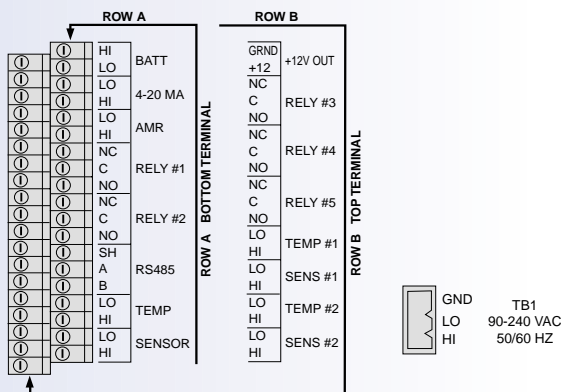 ROW A
HI
LO
BATT
LO
HI
4-20 MA
LO
HI
AMR
NC
C
NO
RELY #1
NC
C
NO
RELY #2
SH
A
B
RS485
LO
HI
TEMP
LO
HI
SENSOR
ROW A BOTTOM TERMINAL
ROW B
GRND
+12
+12V OUT
NC
C
NO
RELY #3
NC
C
NO
RELY #4
NC
C
NO
RELY #5
LO
HI
TEMP #1
LO
HI
SENS #1
LO
HI
TEMP #2
LO
HI
SENS #2
ROW B TOP TERMINAL
GND
LO
HI
TB1
90-240 VAC
50/60 HZ